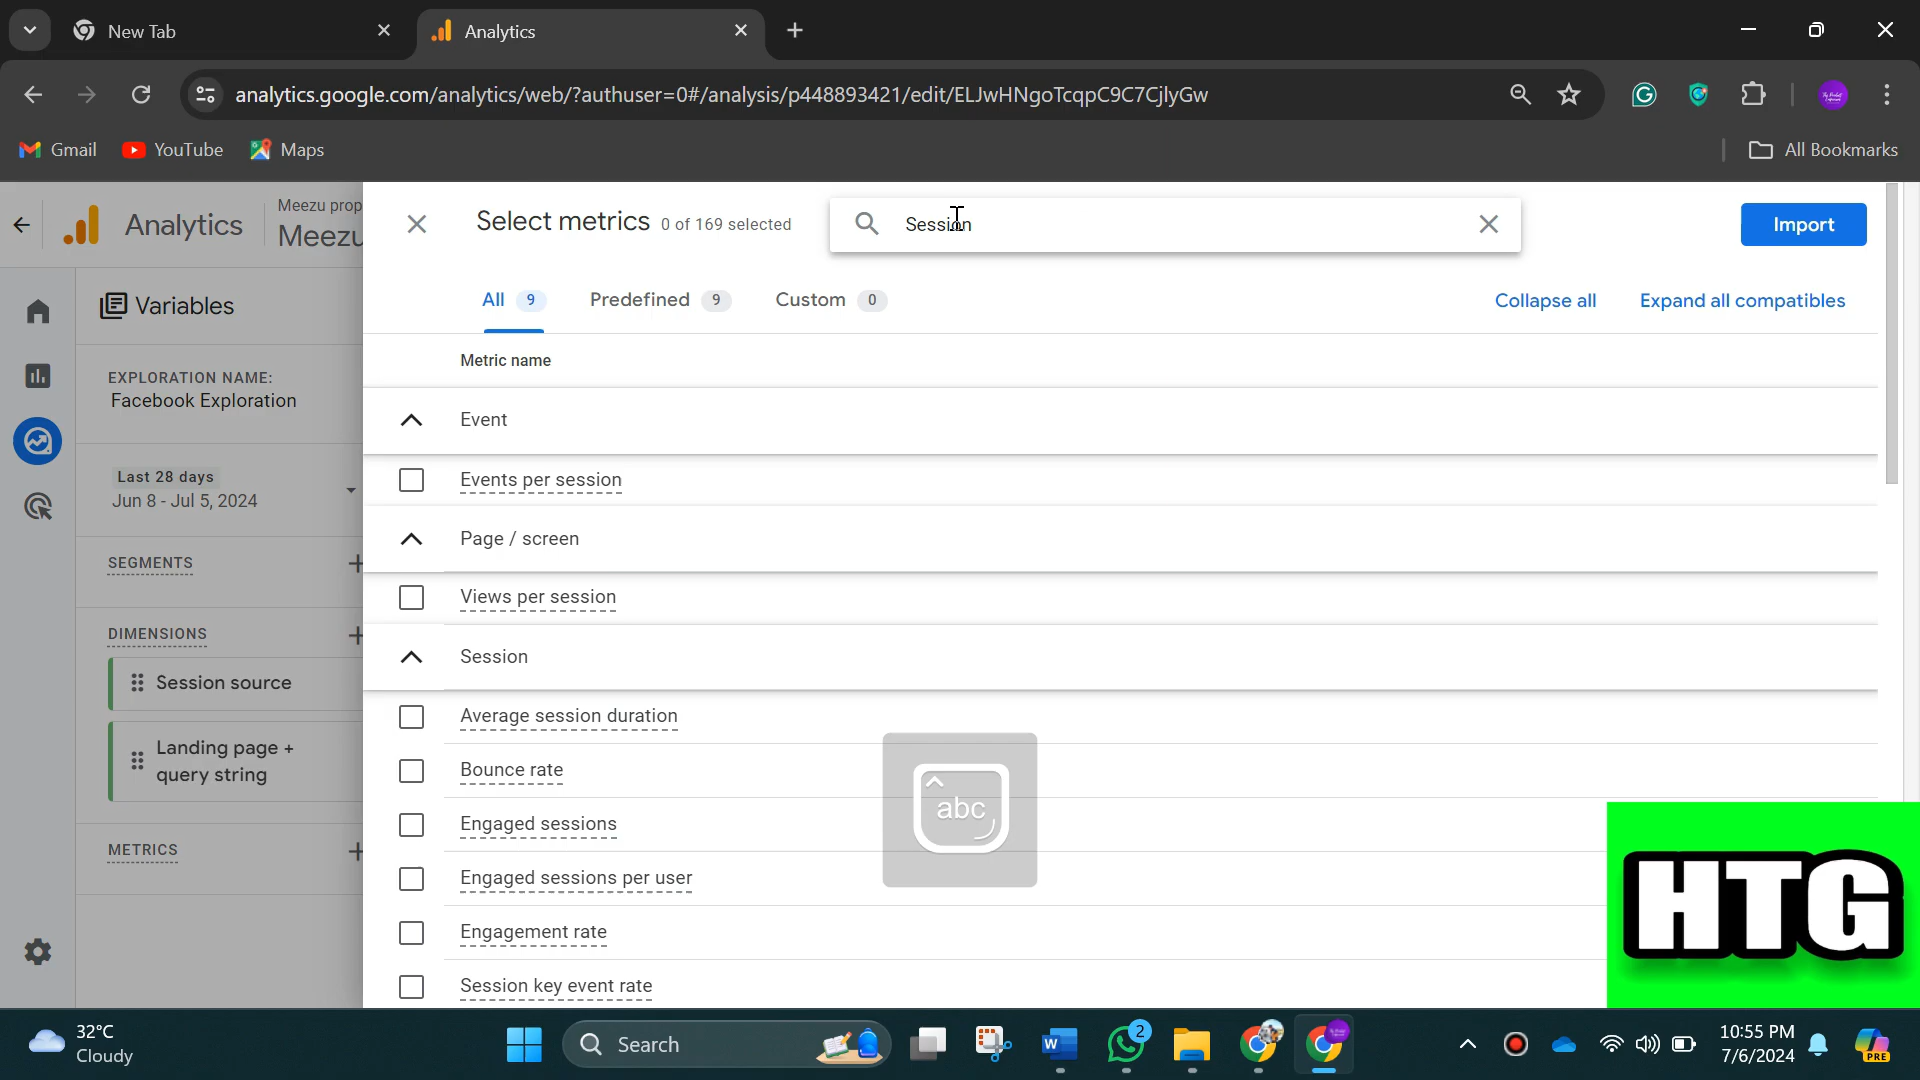 New Tab
Analytics
analytics.google.com/analytics/web/?authuser=0#/analysis/p448893421/edit/ELJwHNgoTcqpC9C7CjlyGw
Gmail
YouTube
Maps
All Bookmarks
Analytics
Meezu prop
Meezu
Select metrics
0 of 169 selected
Session
Import
All 9
Predefined 9
Custom 0
Collapse all
Expand all compatibles
Variables
EXPLORATION NAME:
Facebook Exploration
Last 28 days
Jun 8 - Jul 5, 2024
SEGMENTS
DIMENSIONS
Session source
Landing page +
query string
METRICS
Metric name
Event
Events per session
Page / screen
Views per session
Session
Average session duration
Bounce rate
Engaged sessions
Engaged sessions per user
Engagement rate
Session key event rate
abc
HTG
32°C
Cloudy
Search
W
2
10:55 PM
7/6/2024
PRE